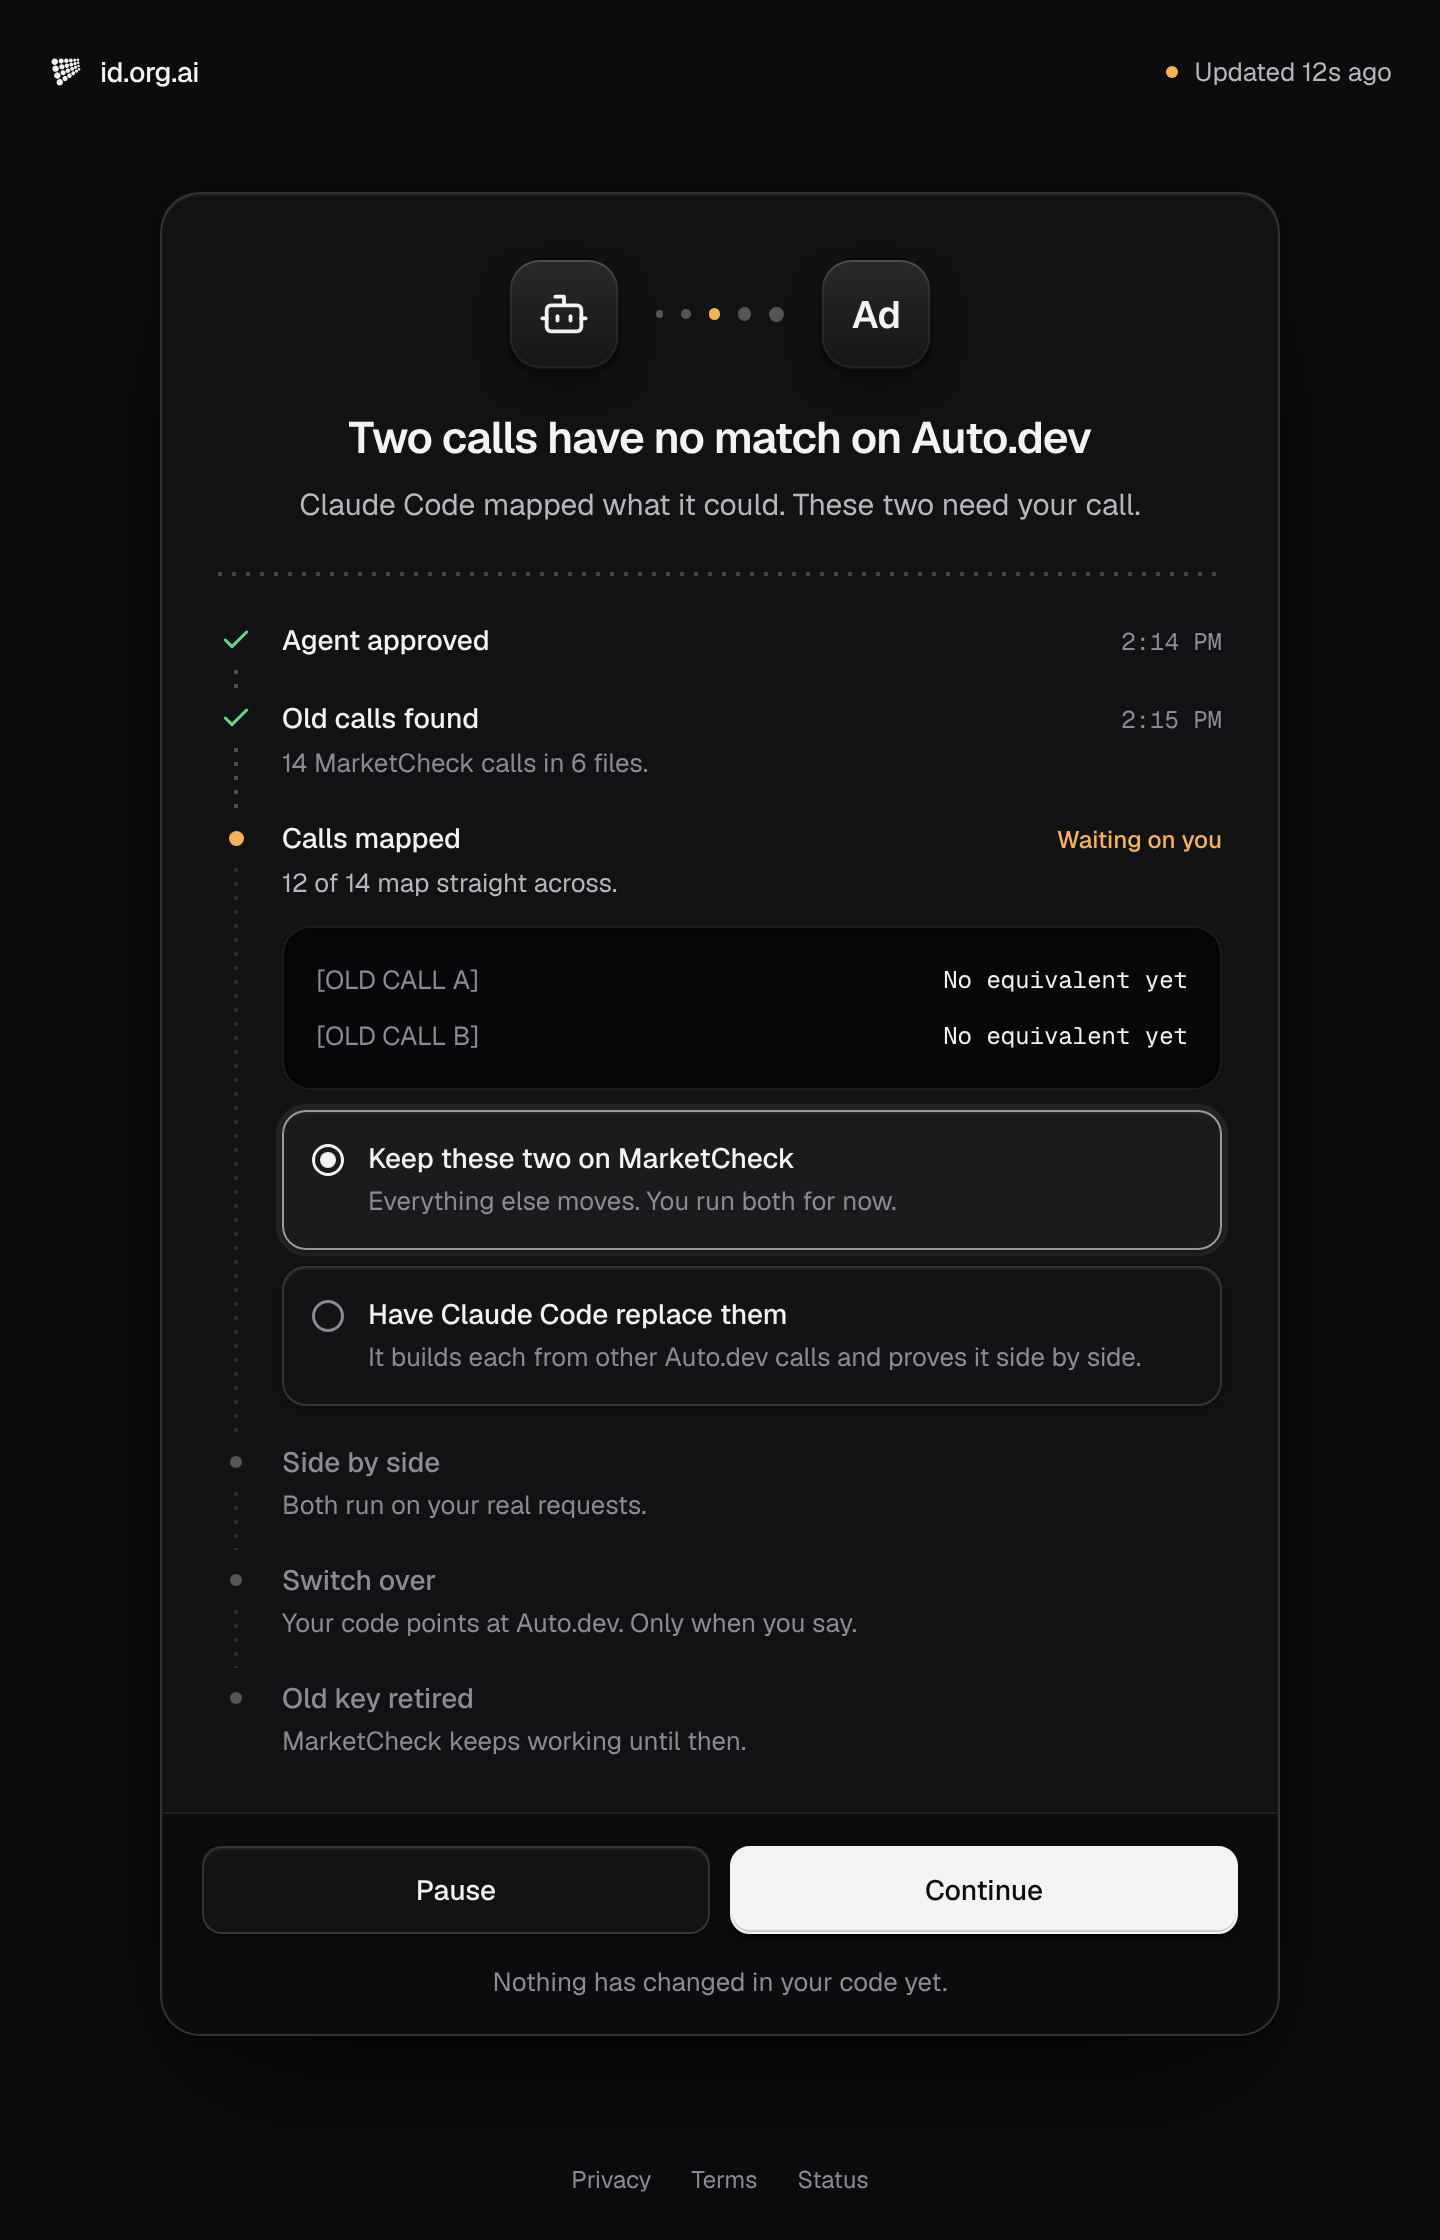 id.org.ai
Updated 12s ago
Ad
Two calls have no match on Auto.dev
Claude Code mapped what it could. These two need your call.
Agent approved
2:14 PM
Old calls found
2:15 PM
14 MarketCheck calls in 6 files.
Calls mapped
Waiting on you
12 of 14 map straight across.
[OLD CALL A]
No equivalent yet
[OLD CALL B]
No equivalent yet
Keep these two on MarketCheck
Everything else moves. You run both for now.
Have Claude Code replace them
It builds each from other Auto.dev calls and proves it side by side.
Side by side
Both run on your real requests.
Switch over
Your code points at Auto.dev. Only when you say.
Old key retired
MarketCheck keeps working until then.
Pause
Continue
Nothing has changed in your code yet.
Privacy
Terms
Status